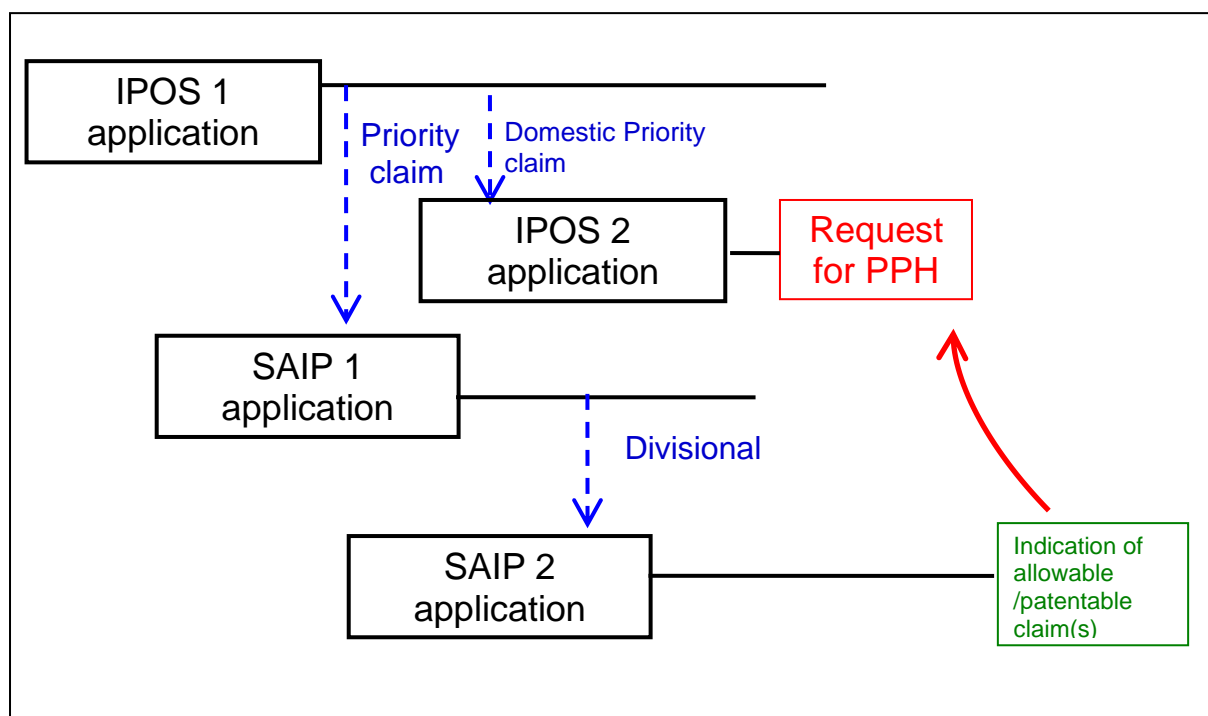 IPOS 1
application
Priority
claim
Domestic Priority
claim
IPOS 2
application
Request
for PPH
SAIP 1
application
Divisional
SAIP 2
application
Indication of
allowable
/patentable
claim(s)